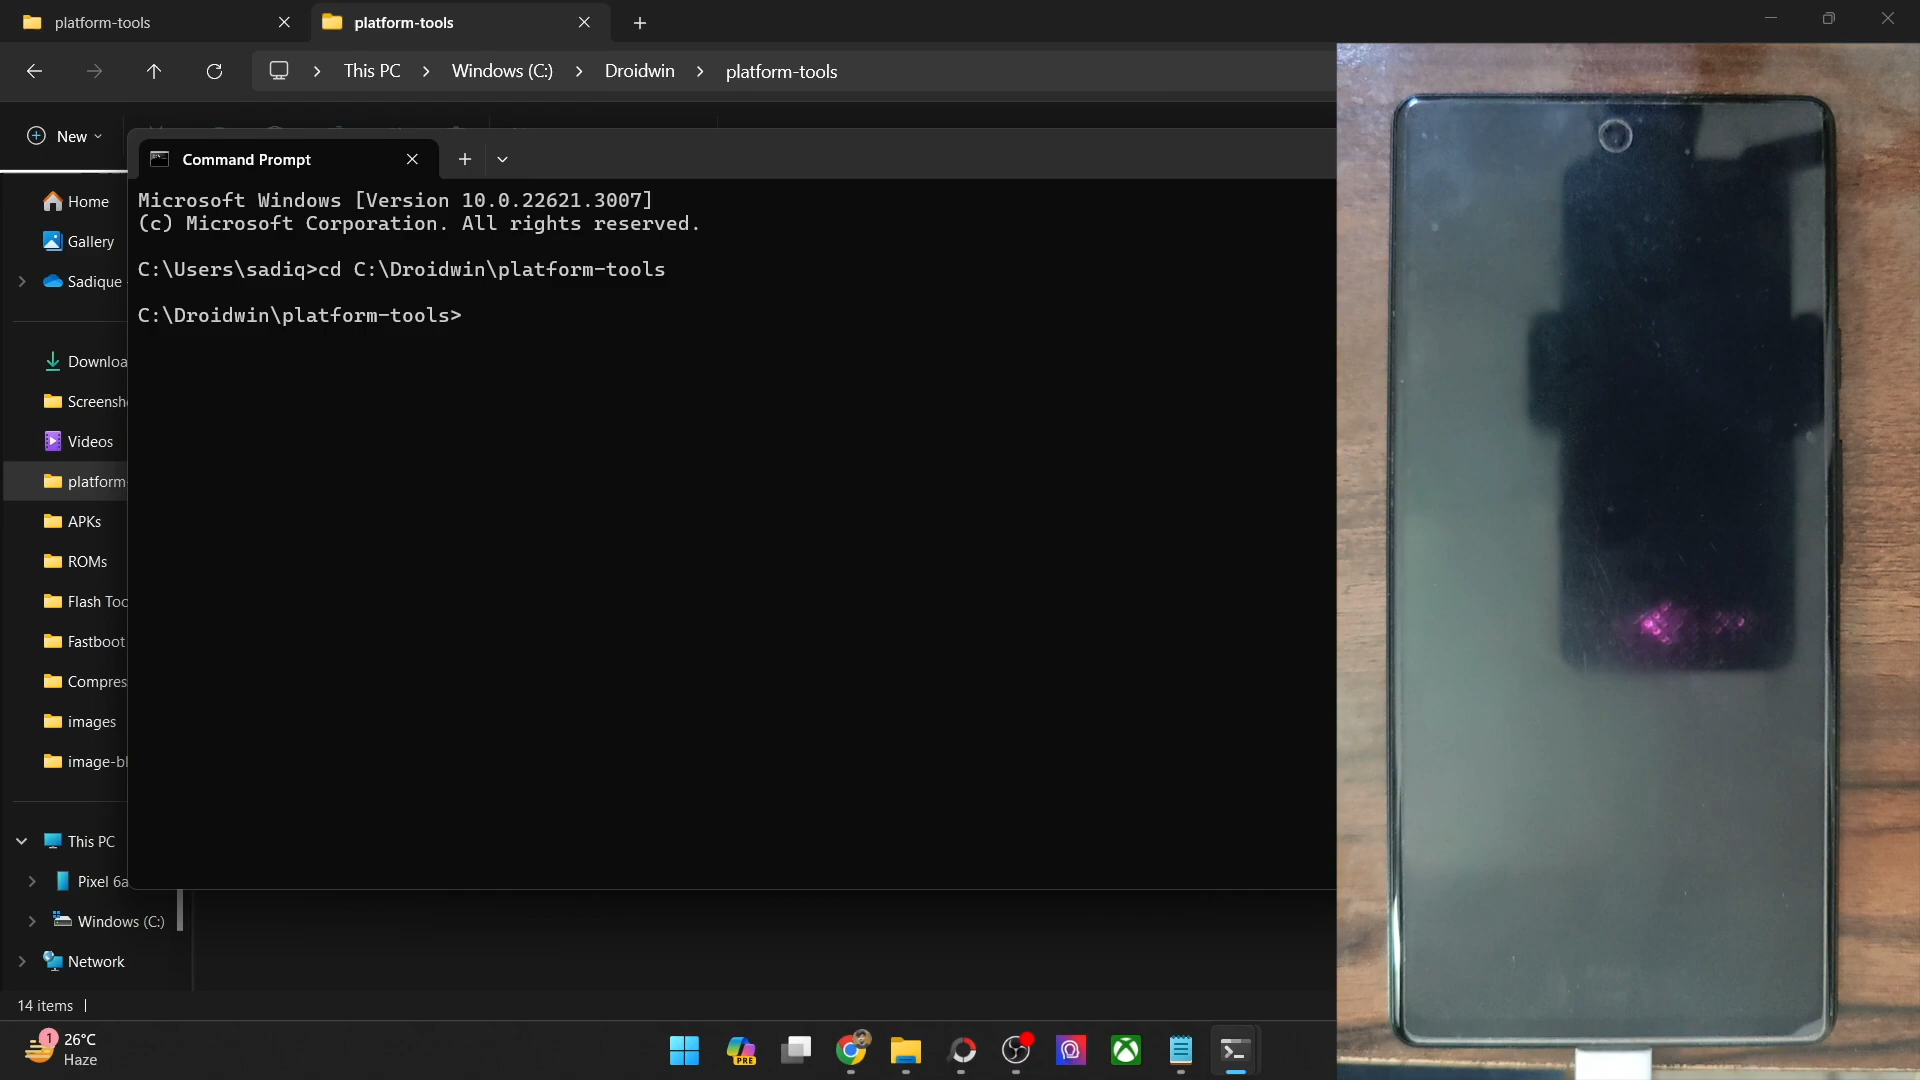 platform-tools
platform-tools
This PC
Windows (C:)
Droidwin
platform-tools
New
Command Prompt
Microsoft Windows [Version 10.0.22621.3007]
(c) Microsoft Corporation. All rights reserved.
C:\Users\sadiq>cd C:\Droidwin\platform-tools
C:\Droidwin\platform-tools>
Home
Gallery
Sadique
Downloa
Screensh
Videos
platform-
APKs
ROMs
Flash Too
Fastboot
Compres
images
image-bl
This PC
Pixel 6a
Windows (C:)
Network
14 items
1
26°C
Haze
PRE